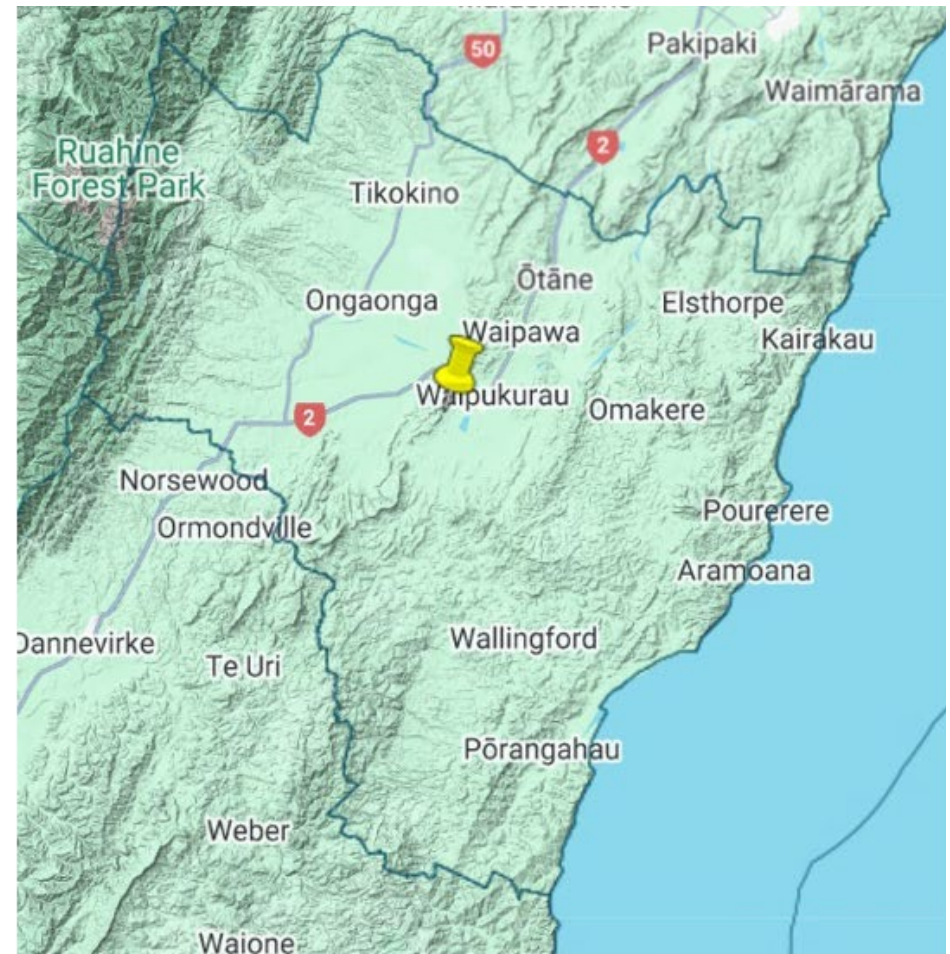 50
Pakipaki
Waimārama
2
Ruahine
Forest Park
Tikokino
Ōtāne
Ongaonga
Elsthorpe
Waipawa
Kairakau
Waipukurau
Omakere
2
Norsewood
Pourerere
Ormondville
Aramoana
Wallingford
Dannevirke
Te Uri
Pōrangahau
Weber
Waione